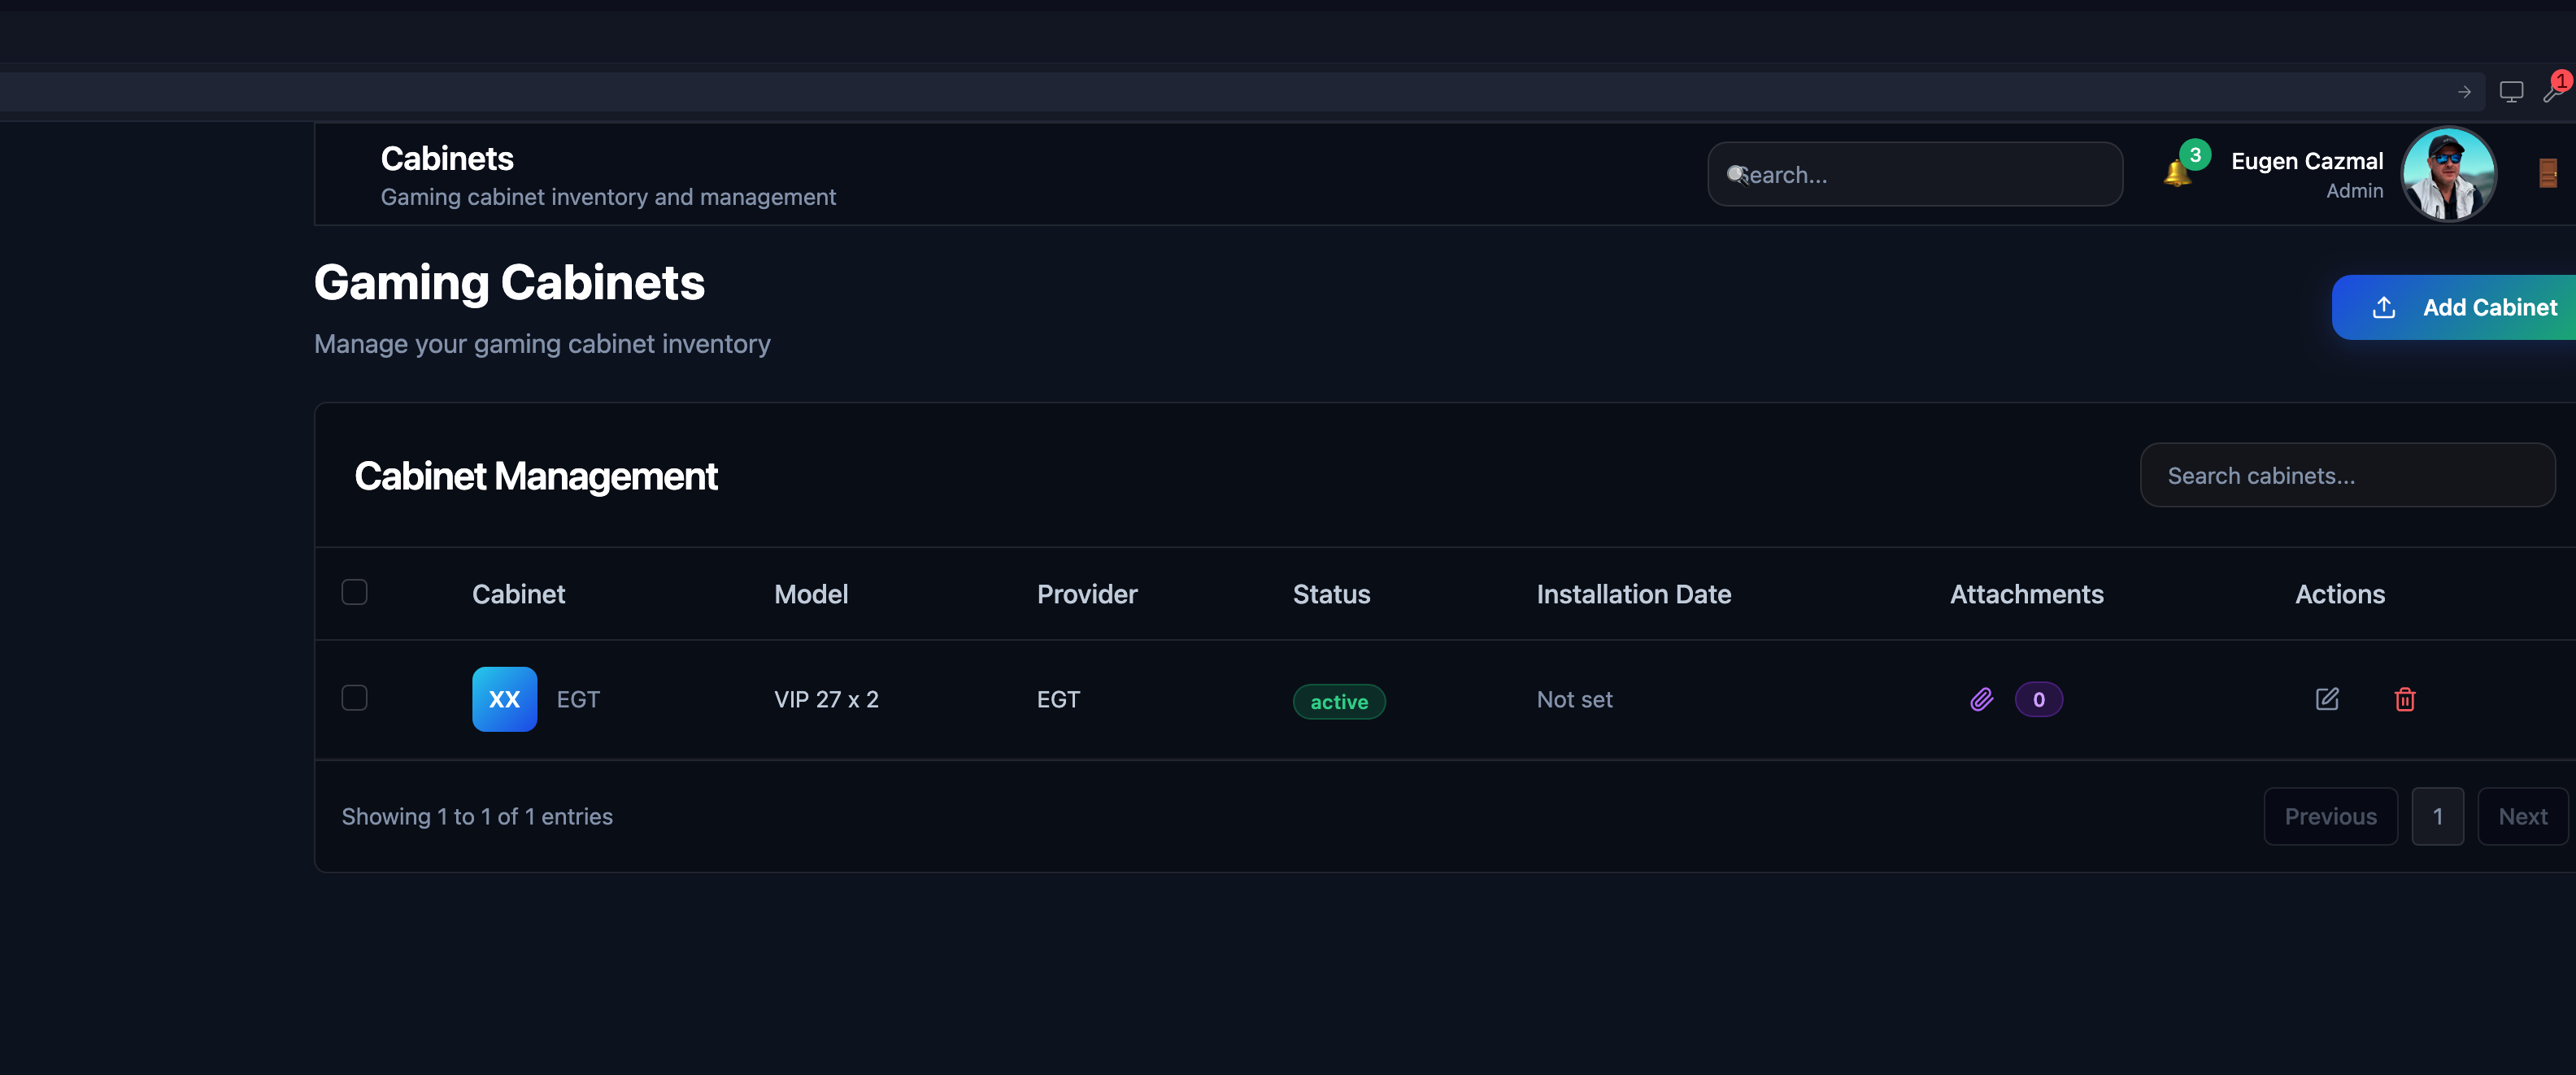 1
Cabinets
Gaming cabinet inventory and management
Search...
3
Eugen Cazmal
Admin
Gaming Cabinets
Manage your gaming cabinet inventory
Add Cabinet
Cabinet Management
Search cabinets...
Cabinet Model Provider Status Installation Date Attachments Actions
XX EGT VIP 27 x 2 EGT active Not set 0
Showing 1 to 1 of 1 entries
Previous 1 Next